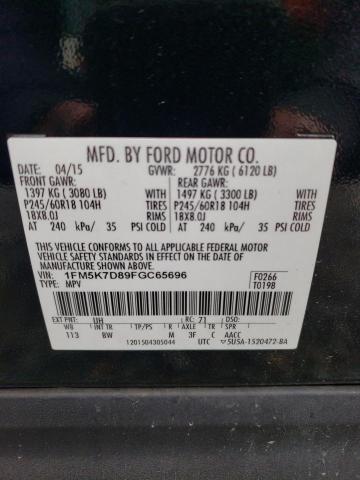 MFD. BY FORD MOTOR CO.
DATE: 04/15 GVWR: 2776 KG ( 6120 LB)
FRONT GAWR: REAR GAWR:
1397 KG ( 3080 LB) WITH 1497 KG ( 3300 LB) WITH
P245/60R18 104H TIRES P245/60R18 104H TIRES
18X8.0J RIMS 18X8.0J RIMS
AT 240 kPa/ 35 PSI COLD AT 240 kPa/ 35 PSI COLD
THIS VEHICLE CONFORMS TO ALL APPLICABLE FEDERAL MOTOR
VEHICLE SAFETY STANDARDS IN EFFECT ON THE DATE OF MANUFACTURE
SHOWN ABOVE.
VIN: 1FM5K7D89FGC65696 F0266
TYPE: MPV T0198
EXT PNT: UH RC: 71 DSO:
WB BRK INT TR TP/PS R AXLE TR SPR
113 BW M 3F C AACC
1201504305044 UTC 5U5A-1520472-BA